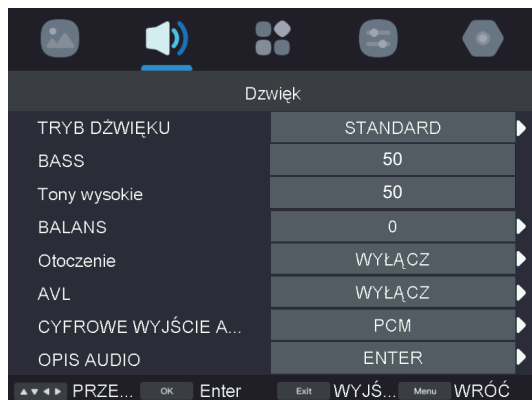 Dzwięk
TRYB DŻWIĘKU STANDARD
BASS 50
Tony wysokie 50
BALANS 0
Otoczenie WYŁĄCZ
AVL WYŁĄCZ
CYFROWE WYJŚCIE A... PCM
OPIS AUDIO ENTER
PRZE... OK Enter Exit WYJŚ... Menu WRÓĆ